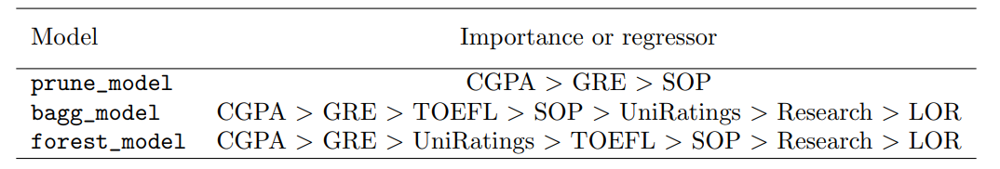 Model Importance or regressor
prune_model CGPA > GRE > SOP
bagg_model CGPA > GRE > TOEFL > SOP > UniRatings > Research > LOR
forest_model CGPA > GRE > UniRatings > TOEFL > SOP > Research > LOR